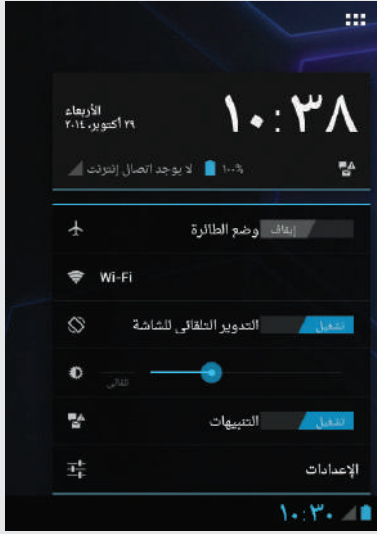 ١٠:٣٨
الأربعاء
٢٩ أكتوبر، ٢٠١٤
١٠٠%
لا يوجد اتصال إنترنت
إيقاف وضع الطائرة
Wi-Fi
تشغيل التدوير التلقائي للشاشة
تلقائي
تشغيل التنبيهات
الإعدادات
١٠:٣٠